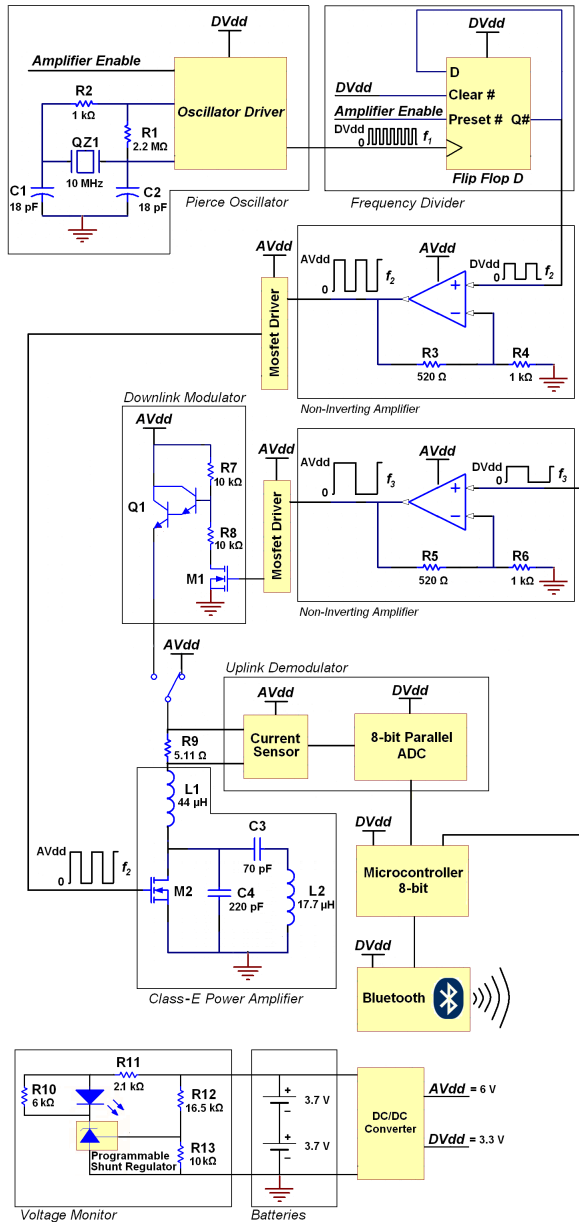 DVdd
Amplifier Enable
R2
1 kΩ
R1
2.2 MΩ
QZ1
10 MHz
C1
18 pF
C2
18 pF
Oscillator Driver
Pierce Oscillator
DVdd
D
DVdd
Clear #
Amplifier Enable
Preset #
Q#
DVdd
0
f1
Flip Flop D
Frequency Divider
AVdd
Mosfet Driver
AVdd
0
f2
AVdd
+
−
DVdd
0
f2
R3
520 Ω
R4
1 kΩ
Non-Inverting Amplifier
Downlink Modulator
AVdd
R7
10 kΩ
Q1
R8
10 kΩ
M1
AVdd
Mosfet Driver
AVdd
0
f3
AVdd
+
−
DVdd
0
f3
R5
520 Ω
R6
1 kΩ
Non-Inverting Amplifier
AVdd
Uplink Demodulator
R9
5.11 Ω
AVdd
Current
Sensor
DVdd
8-bit Parallel
ADC
L1
44 μH
C3
70 pF
AVdd
0
f2
M2
C4
220 pF
L2
17.7 μH
Class-E Power Amplifier
DVdd
Microcontroller
8-bit
DVdd
Bluetooth
R10
6 kΩ
R11
2.1 kΩ
R12
16.5 kΩ
R13
10 kΩ
Programmable
Shunt Regulator
Voltage Monitor
+
−
3.7 V
+
−
3.7 V
Batteries
DC/DC
Converter
AVdd = 6 V
DVdd = 3.3 V